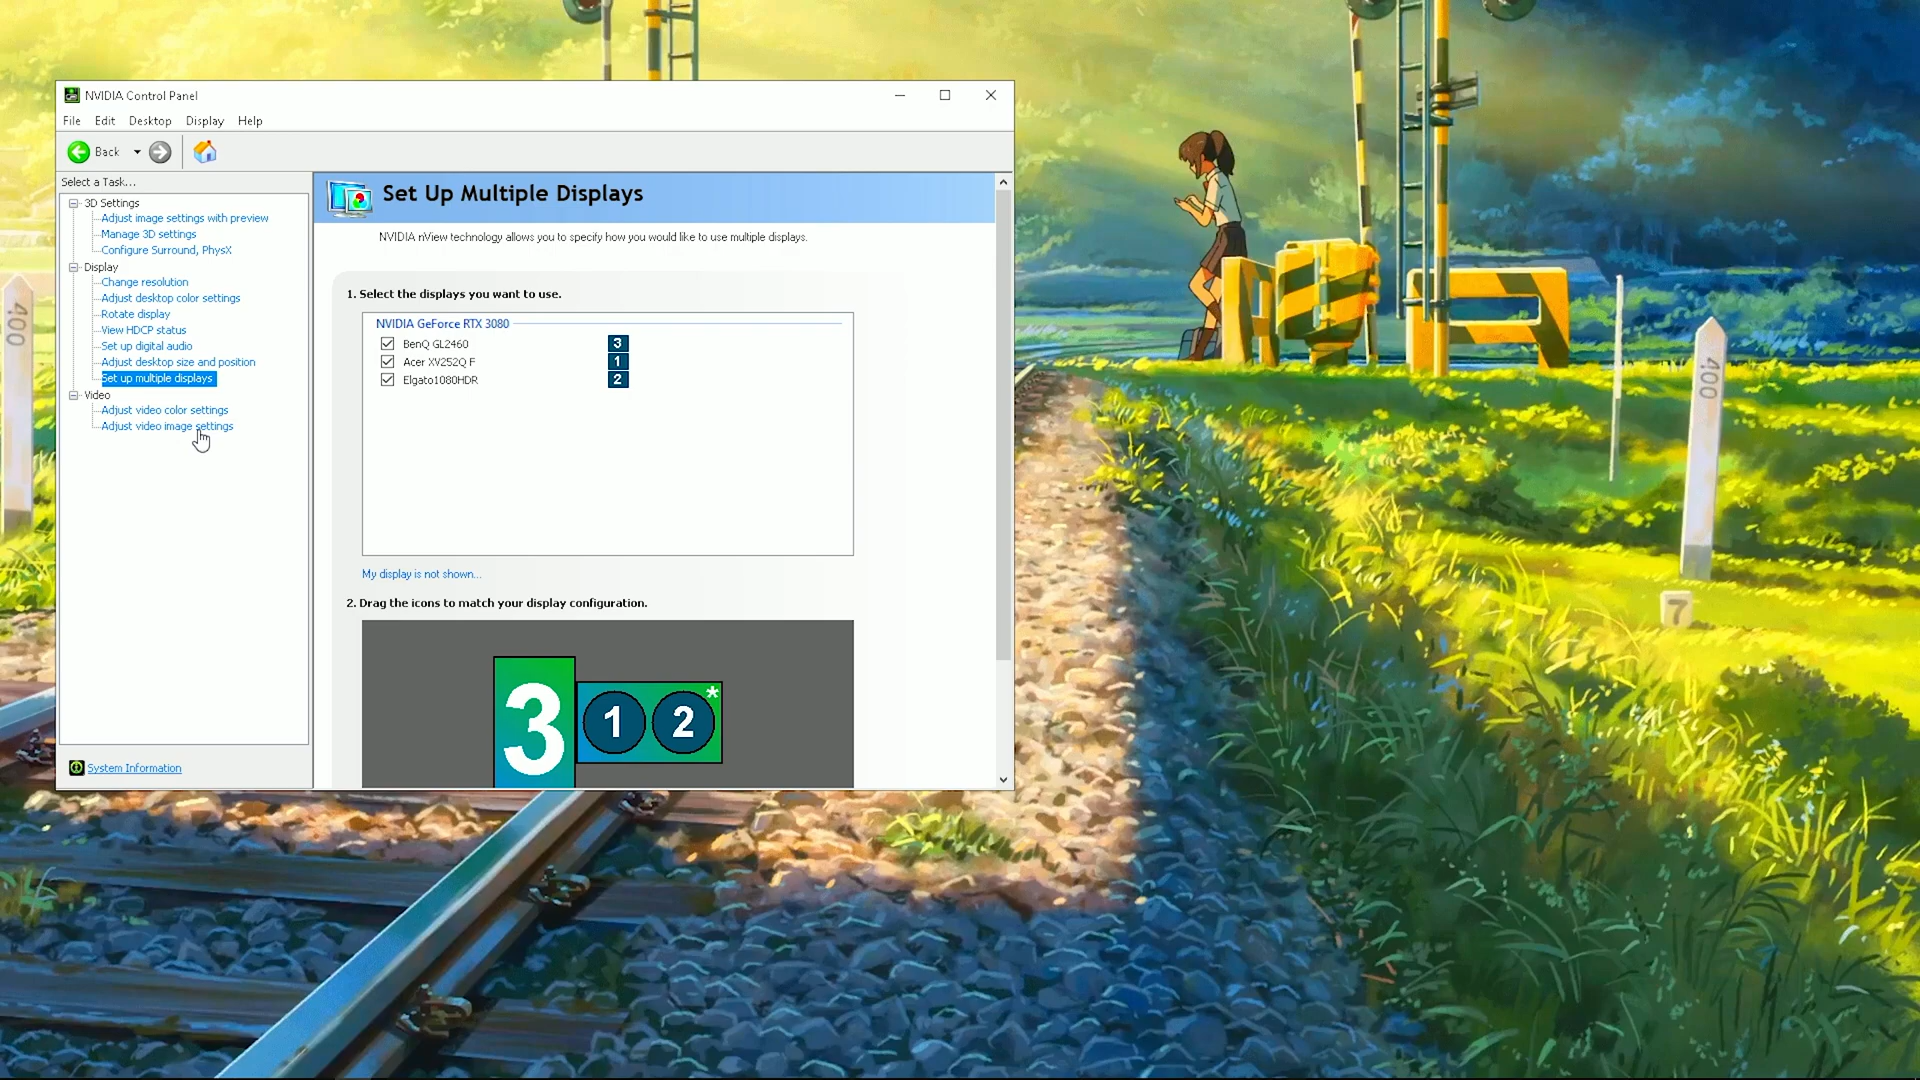 NVIDIA Control Panel
File Edit Desktop Display Help
Back
Select a Task...
3D Settings
Adjust image settings with preview
Manage 3D settings
Configure Surround, PhysX
Display
Change resolution
Adjust desktop color settings
Rotate display
View HDCP status
Set up digital audio
Adjust desktop size and position
Set up multiple displays
Video
Adjust video color settings
Adjust video image settings
System Information
Set Up Multiple Displays
NVIDIA nView technology allows you to specify how you would like to use multiple displays.
1. Select the displays you want to use.
NVIDIA GeForce RTX 3080
BenQ GL2460 3
Acer XV252Q F 1
Elgato1080HDR 2
My display is not shown...
2. Drag the icons to match your display configuration.
3 1 2 *
400
400
7